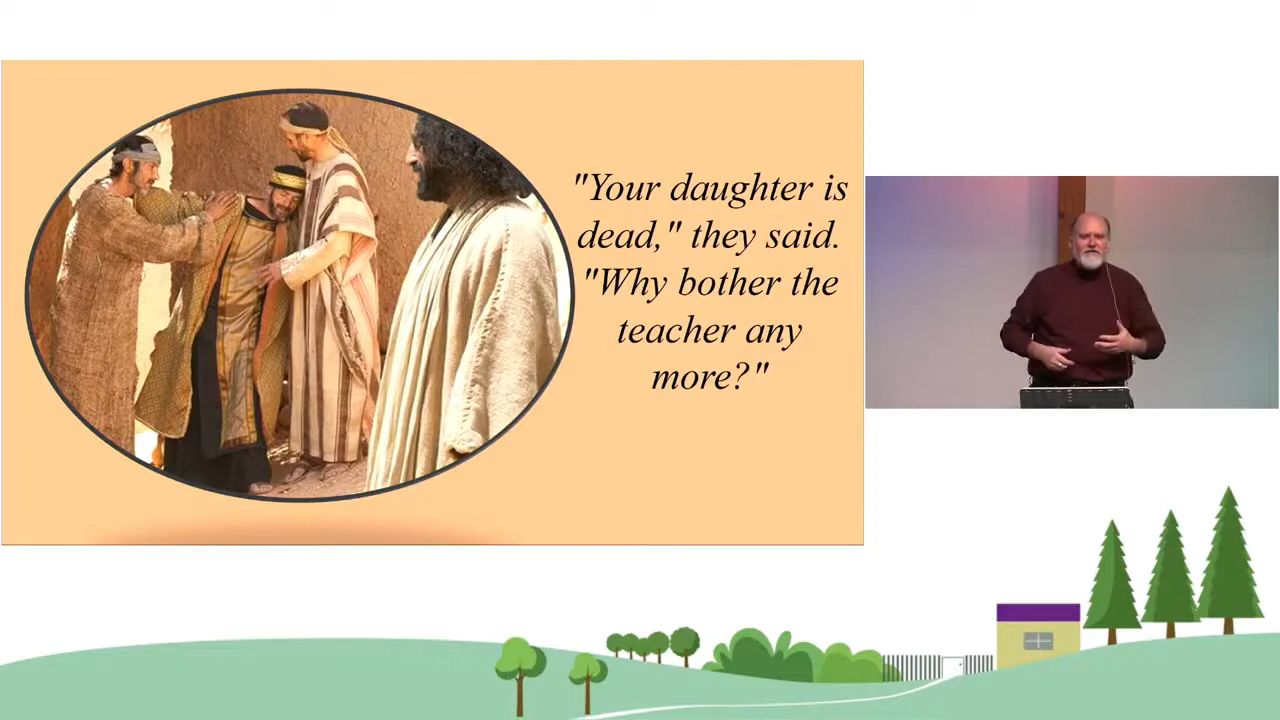 "Your daughter is
dead," they said.
"Why bother the
teacher any
more?"